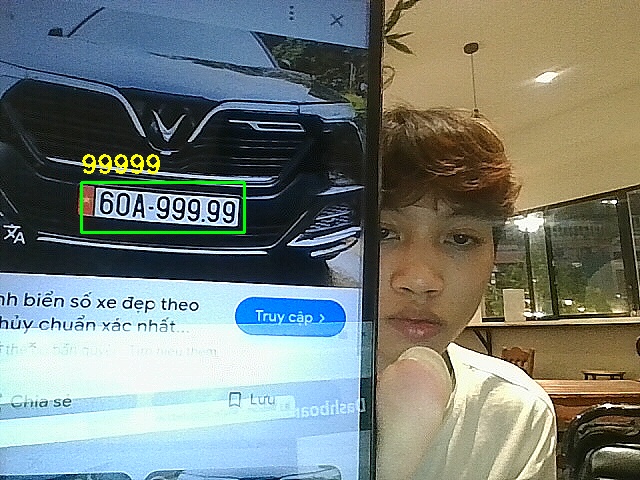 99999
60A-999.99
nh biển số xe đẹp theo
hủy chuẩn xác nhất...
Truy cập >
Chia sẻ
Lưu
Dashboar